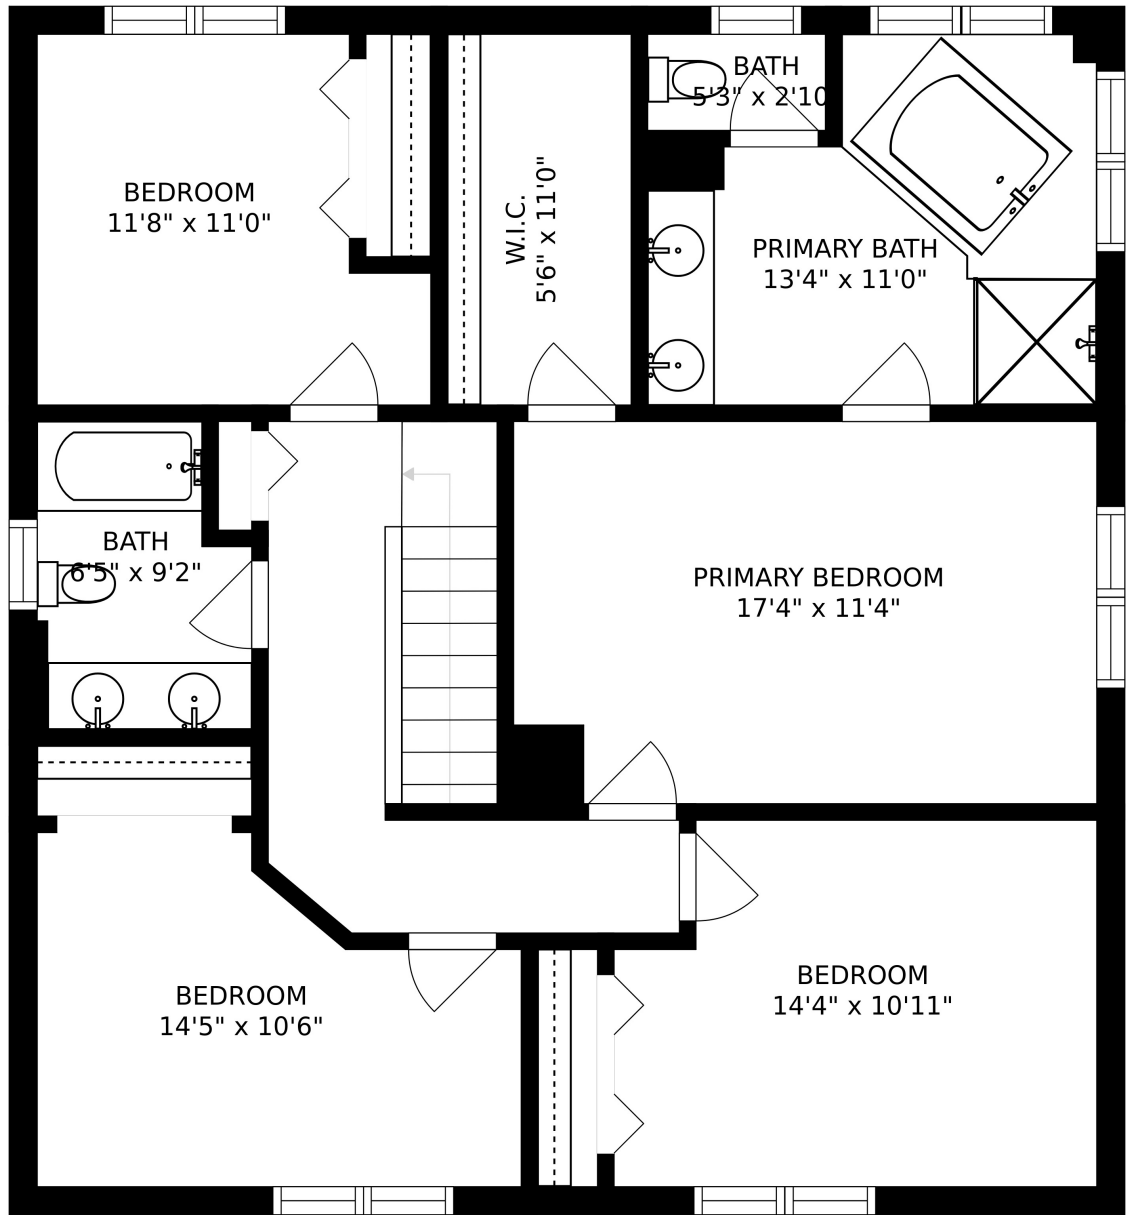 BATH
5'3" x 2'10
BEDROOM
11'8" x 11'0"
W.I.C.
5'6" x 11'0"
PRIMARY BATH
13'4" x 11'0"
BATH
6'5" x 9'2"
PRIMARY BEDROOM
17'4" x 11'4"
BEDROOM
14'5" x 10'6"
BEDROOM
14'4" x 10'11"